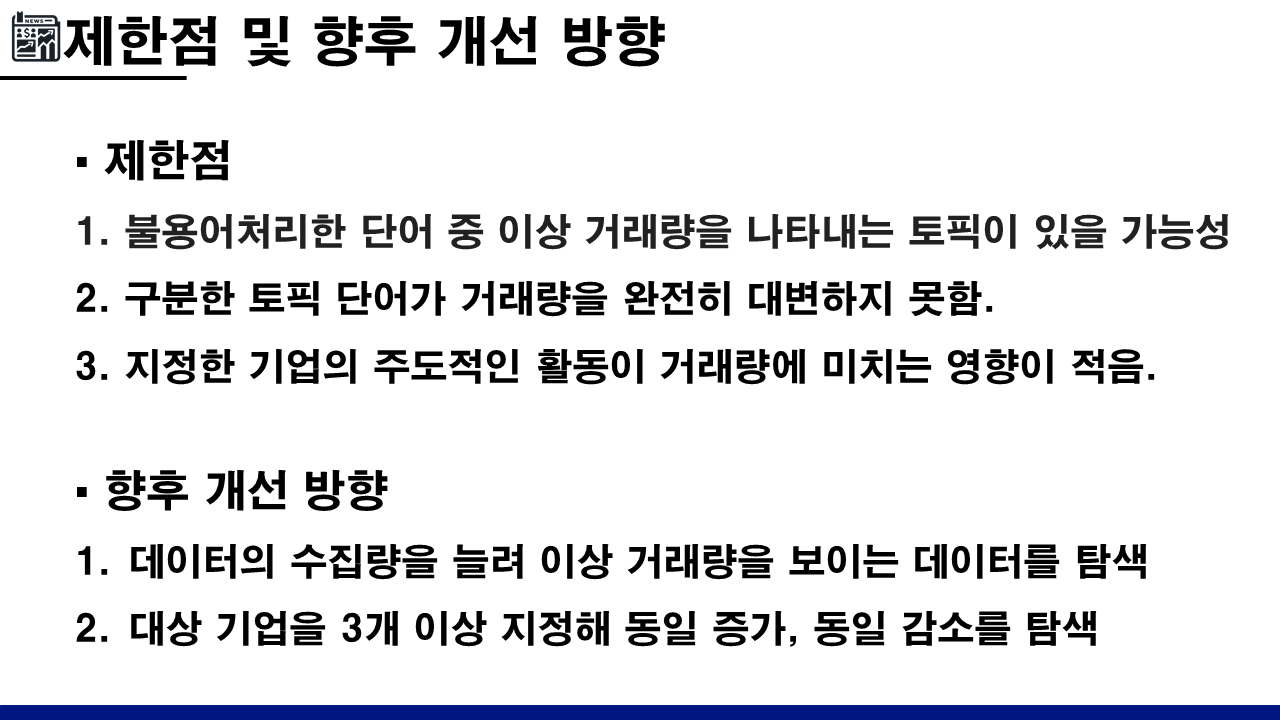 NEWS
제한점 및 향후 개선 방향
▪ 제한점
1. 불용어처리한 단어 중 이상 거래량을 나타내는 토픽이 있을 가능성
2. 구분한 토픽 단어가 거래량을 완전히 대변하지 못함.
3. 지정한 기업의 주도적인 활동이 거래량에 미치는 영향이 적음.
▪ 향후 개선 방향
1. 데이터의 수집량을 늘려 이상 거래량을 보이는 데이터를 탐색
2. 대상 기업을 3개 이상 지정해 동일 증가, 동일 감소를 탐색